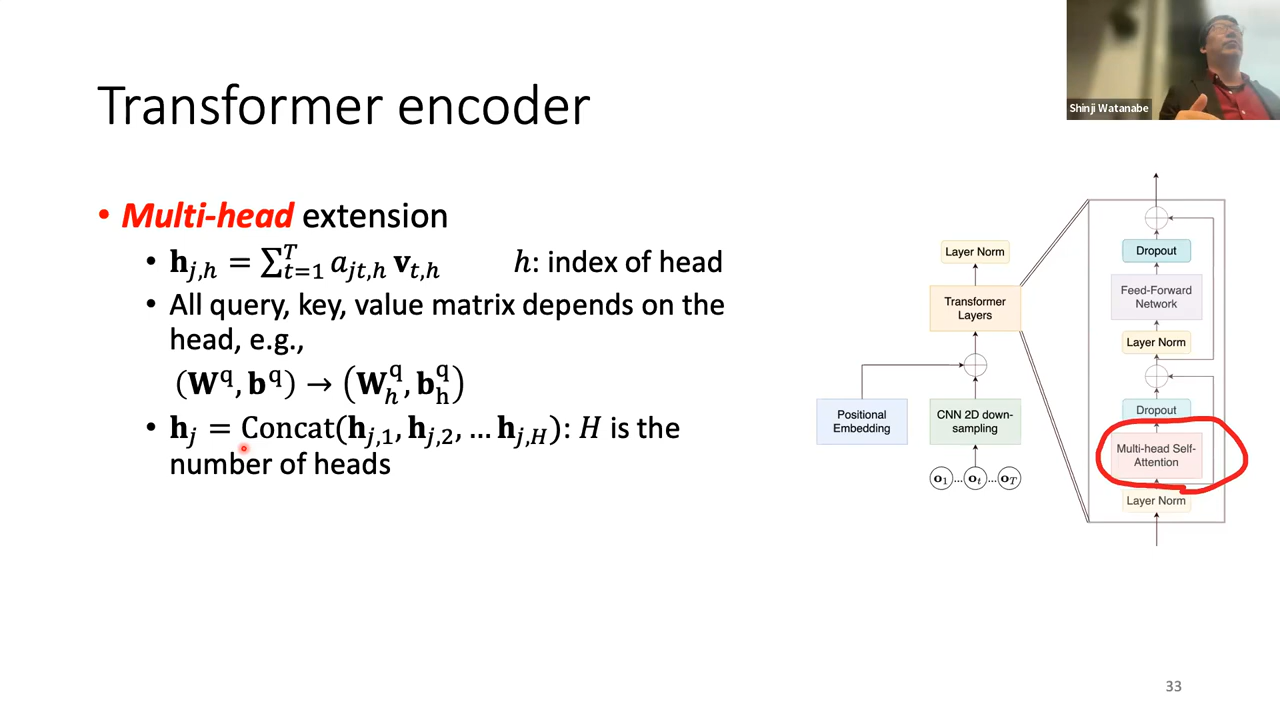 Shinji Watanabe
Transformer encoder
• Multi-head extension
• 𝐡_{j,h} = ∑_{t=1}^{T} a_{jt,h} 𝐯_{t,h} h: index of head
• All query, key, value matrix depends on the
head, e.g.,
(𝐖^q, 𝐛^q) → (𝐖_h^q, 𝐛_h^q)
• 𝐡_j = Concat(𝐡_{j,1}, 𝐡_{j,2}, … 𝐡_{j,H}): H is the
number of heads
Layer Norm
Transformer
Layers
Positional
Embedding
CNN 2D down-
sampling
𝐨_1 ... 𝐨_t ... 𝐨_T
Dropout
Feed-Forward
Network
Layer Norm
Dropout
Multi-head Self-
Attention
Layer Norm
33